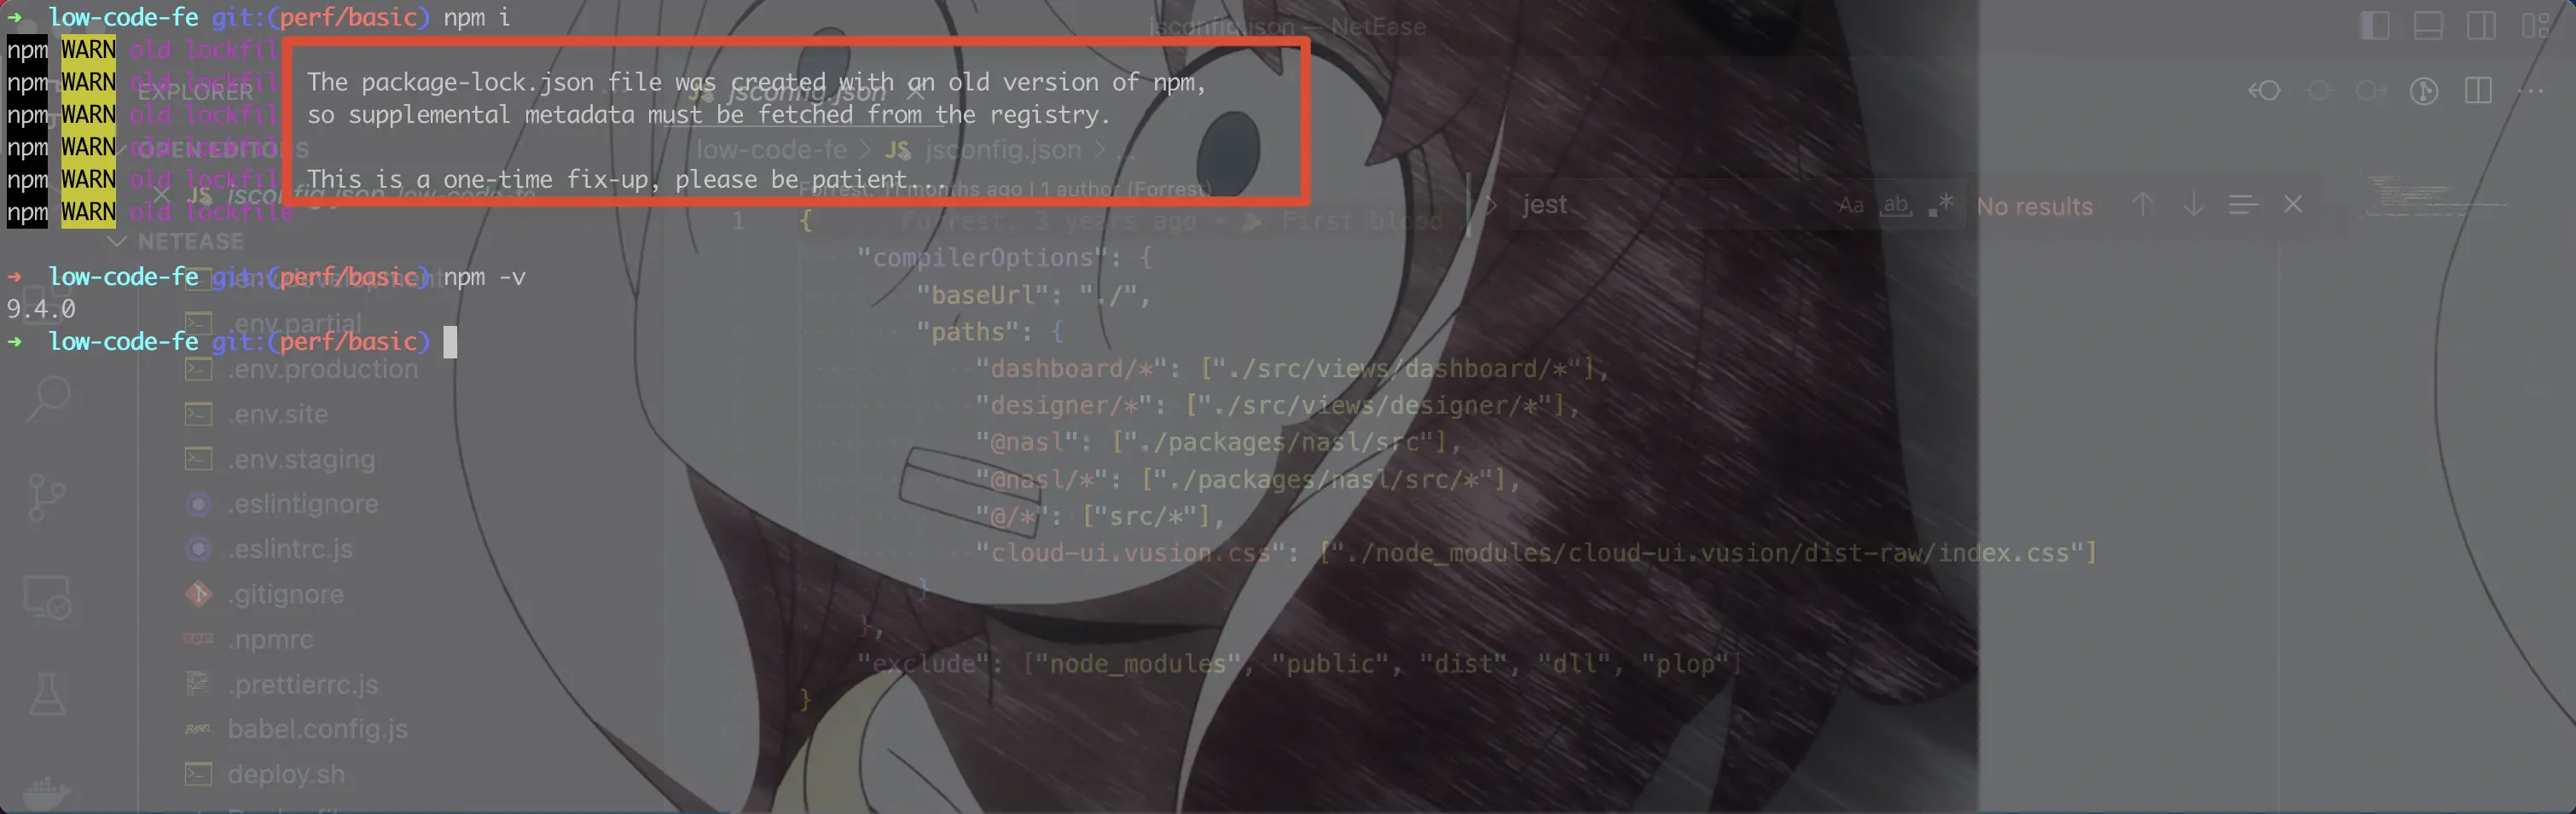 ➜ low-code-fe git:(perf/basic) npm i
npm WARN old lockfile
npm WARN old lockfile The package-lock.json file was created with an old version of npm,
npm WARN old lockfile so supplemental metadata must be fetched from the registry.
npm WARN old lockfile
npm WARN old lockfile This is a one-time fix-up, please be patient...
npm WARN old lockfile
➜ low-code-fe git:(perf/basic) npm -v
9.4.0
➜ low-code-fe git:(perf/basic)
jsconfig.json — NetEase
EXPLORER
JS jsconfig.json
OPEN EDITORS
low-code-fe > JS jsconfig.json > ...
JS jsconfig.json low-code-fe
Forrest, 11 months ago | 1 author (Forrest)
jest
Aa ab .*
No results
NETEASE
.env.development
.env.partial
.env.production
.env.site
.env.staging
.eslintignore
.eslintrc.js
.gitignore
.npmrc
.prettierrc.js
babel.config.js
deploy.sh
1 { Forrest, 3 years ago • First blood
"compilerOptions": {
"baseUrl": "./",
"paths": {
"dashboard/*": ["./src/views/dashboard/*"],
"designer/*": ["./src/views/designer/*"],
"@nasl": ["./packages/nasl/src"],
"@nasl/*": ["./packages/nasl/src/*"],
"@/*": ["src/*"],
"cloud-ui.vusion.css": ["./node_modules/cloud-ui.vusion/dist-raw/index.css"]
}
},
"exclude": ["node_modules", "public", "dist", "dll", "plop"]
}